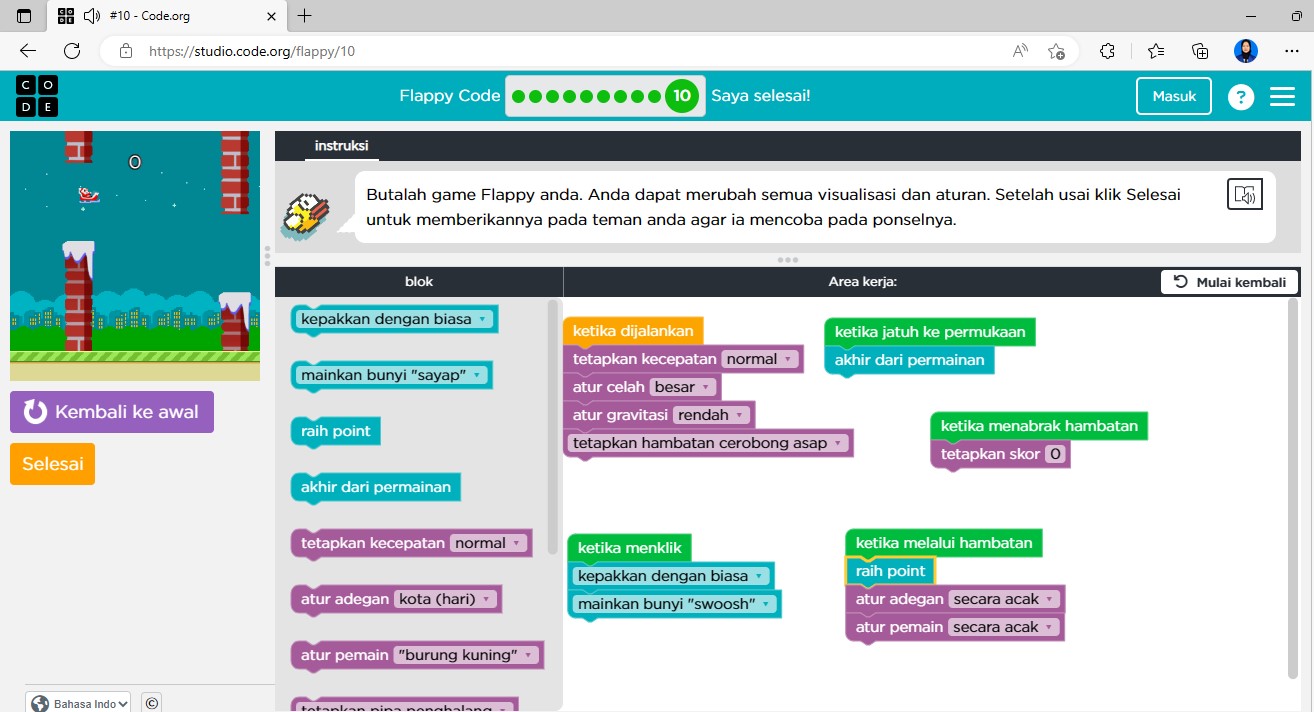 #10 - Code.org
https://studio.code.org/flappy/10
C O
D E
Flappy Code
10
Saya selesai!
Masuk
?
0
instruksi
Butalah game Flappy anda. Anda dapat merubah semua visualisasi dan aturan. Setelah usai klik Selesai
untuk memberikannya pada teman anda agar ia mencoba pada ponselnya.
blok
Area kerja:
Mulai kembali
Kembali ke awal
Selesai
kepakkan dengan biasa
mainkan bunyi "sayap"
raih point
akhir dari permainan
tetapkan kecepatan normal
atur adegan kota (hari)
atur pemain "burung kuning"
tetapkan pipa penghalang
ketika dijalankan
tetapkan kecepatan normal
atur celah besar
atur gravitasi rendah
tetapkan hambatan cerobong asap
ketika jatuh ke permukaan
akhir dari permainan
ketika menabrak hambatan
tetapkan skor 0
ketika menklik
kepakkan dengan biasa
mainkan bunyi "swoosh"
ketika melalui hambatan
raih point
atur adegan secara acak
atur pemain secara acak
Bahasa Indo
©